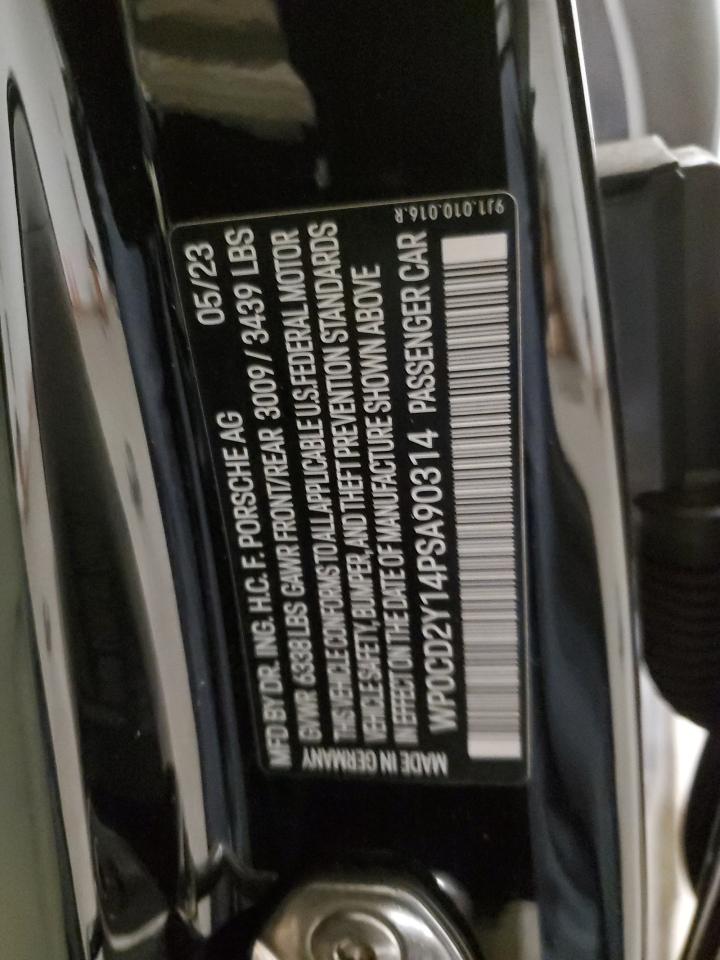 MFD BY DR. ING. H.C. F. PORSCHE AG 05/23
GVWR 6338 LBS GAWR FRONT/REAR 3009/3439 LBS
THIS VEHICLE CONFORMS TO ALL APPLICABLE U.S. FEDERAL MOTOR
VEHICLE SAFETY, BUMPER, AND THEFT PREVENTION STANDARDS
IN EFFECT ON THE DATE OF MANUFACTURE SHOWN ABOVE
WP0CD2Y14PSA90314 PASSENGER CAR
MADE IN GERMANY
9J1.010.016.R